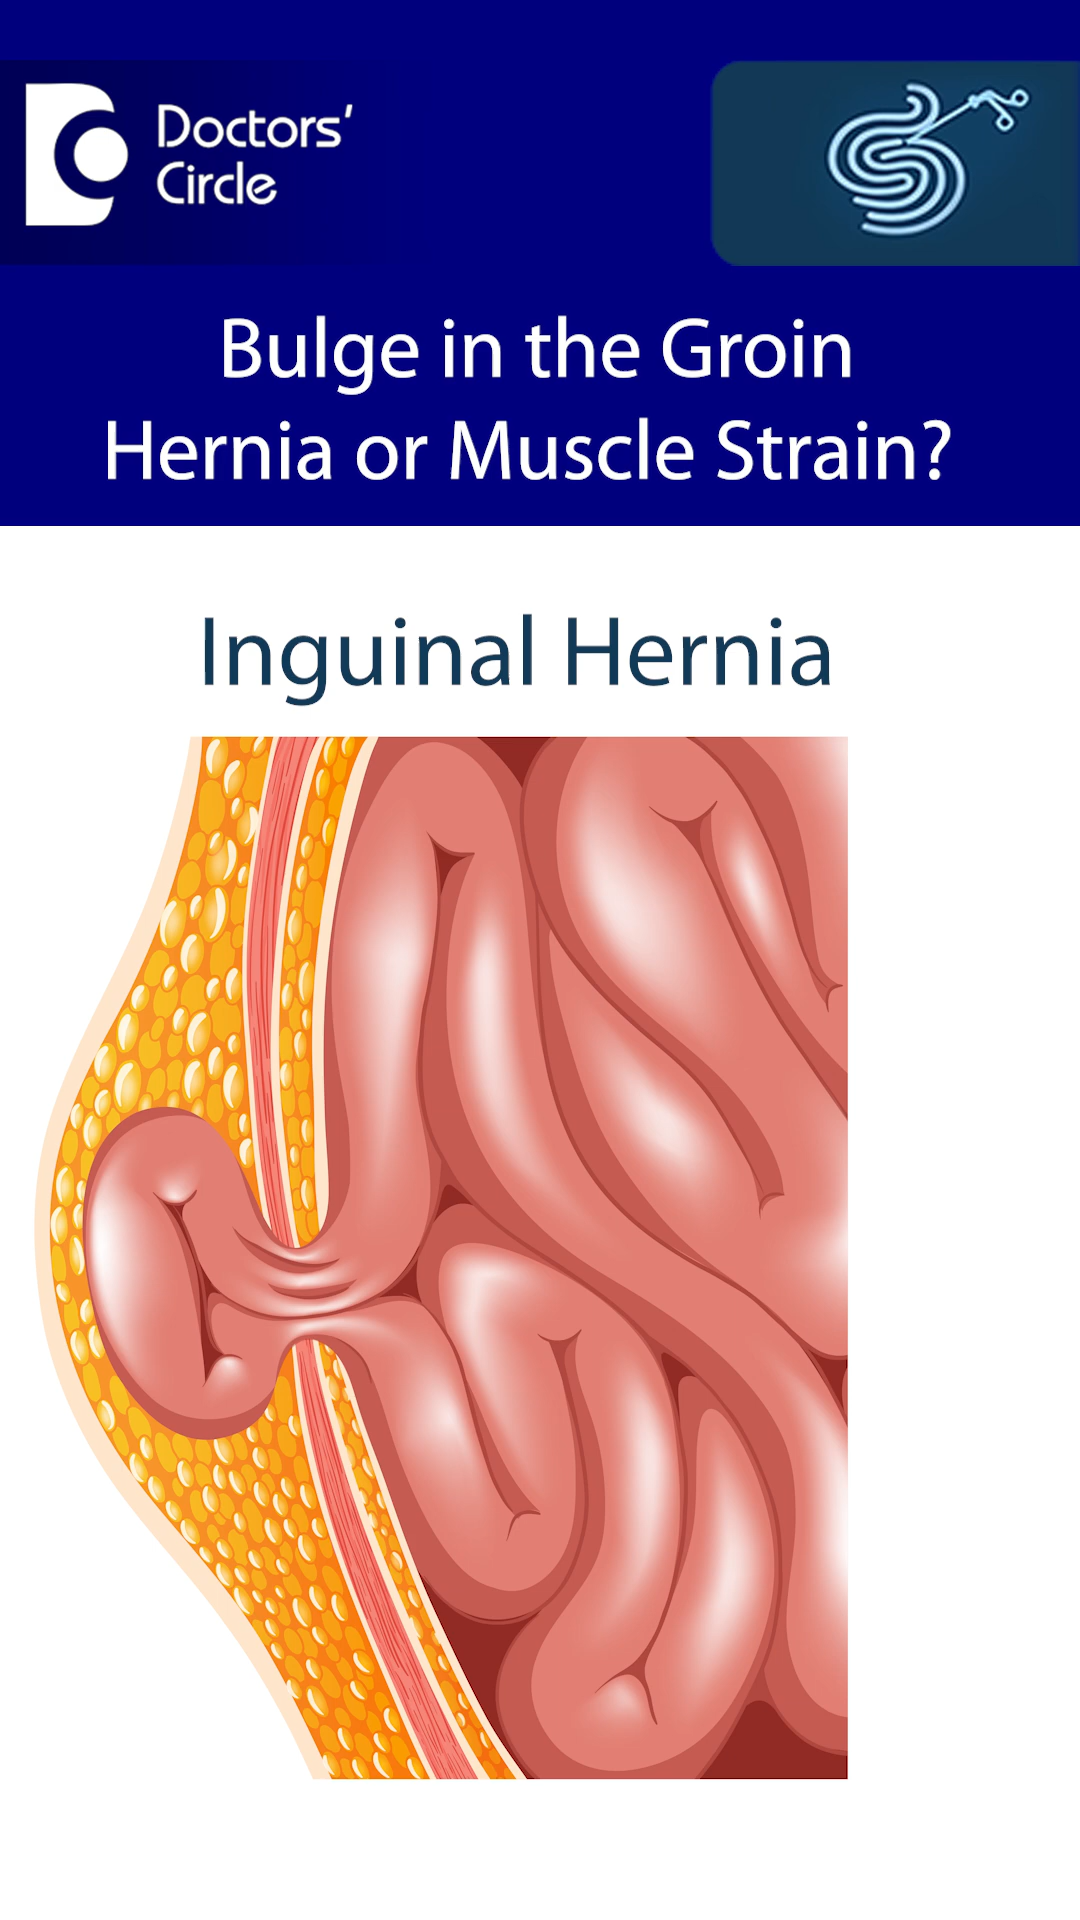 Doctors'
Circle
Bulge in the Groin
Hernia or Muscle Strain?
Inguinal Hernia